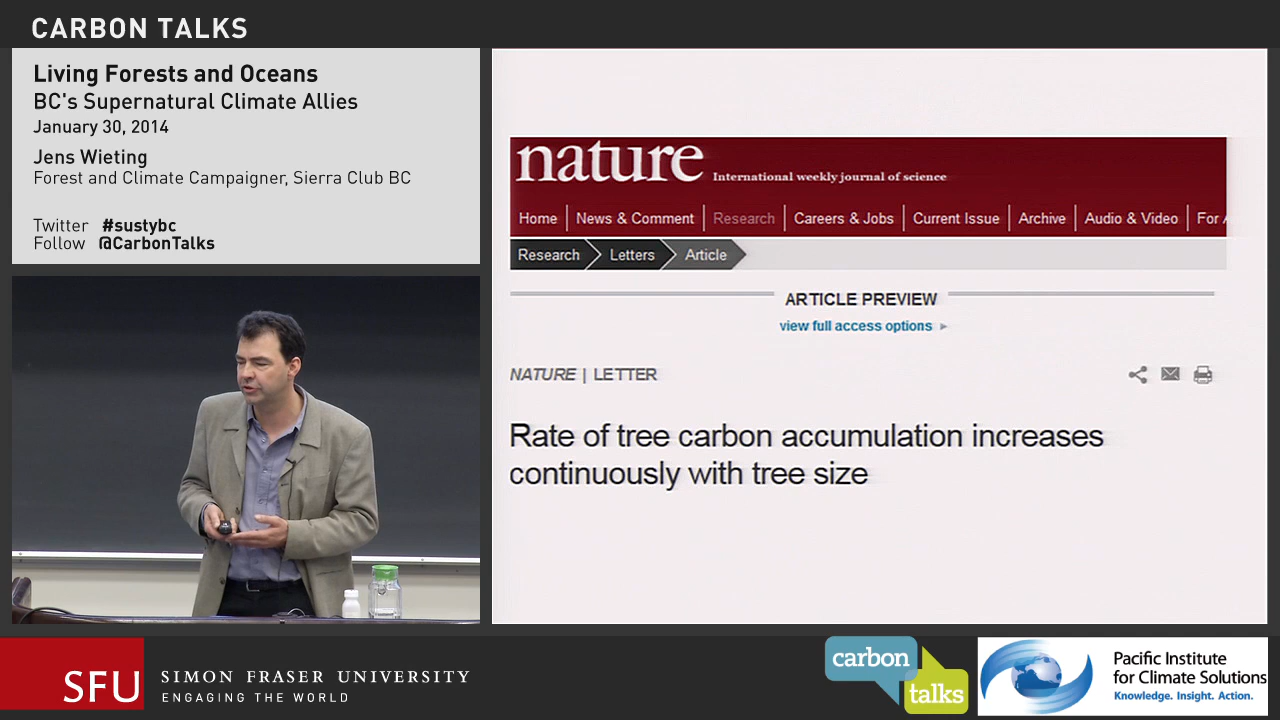 CARBON TALKS
Living Forests and Oceans
BC's Supernatural Climate Allies
January 30, 2014
Jens Wieting
Forest and Climate Campaigner, Sierra Club BC
Twitter #sustybc
Follow @CarbonTalks
nature International weekly journal of science
Home News & Comment Research Careers & Jobs Current Issue Archive Audio & Video For
Research Letters Article
ARTICLE PREVIEW
view full access options
NATURE | LETTER
Rate of tree carbon accumulation increases
continuously with tree size
SFU SIMON FRASER UNIVERSITY
ENGAGING THE WORLD
carbon
talks
Pacific Institute
for Climate Solutions
Knowledge. Insight. Action.